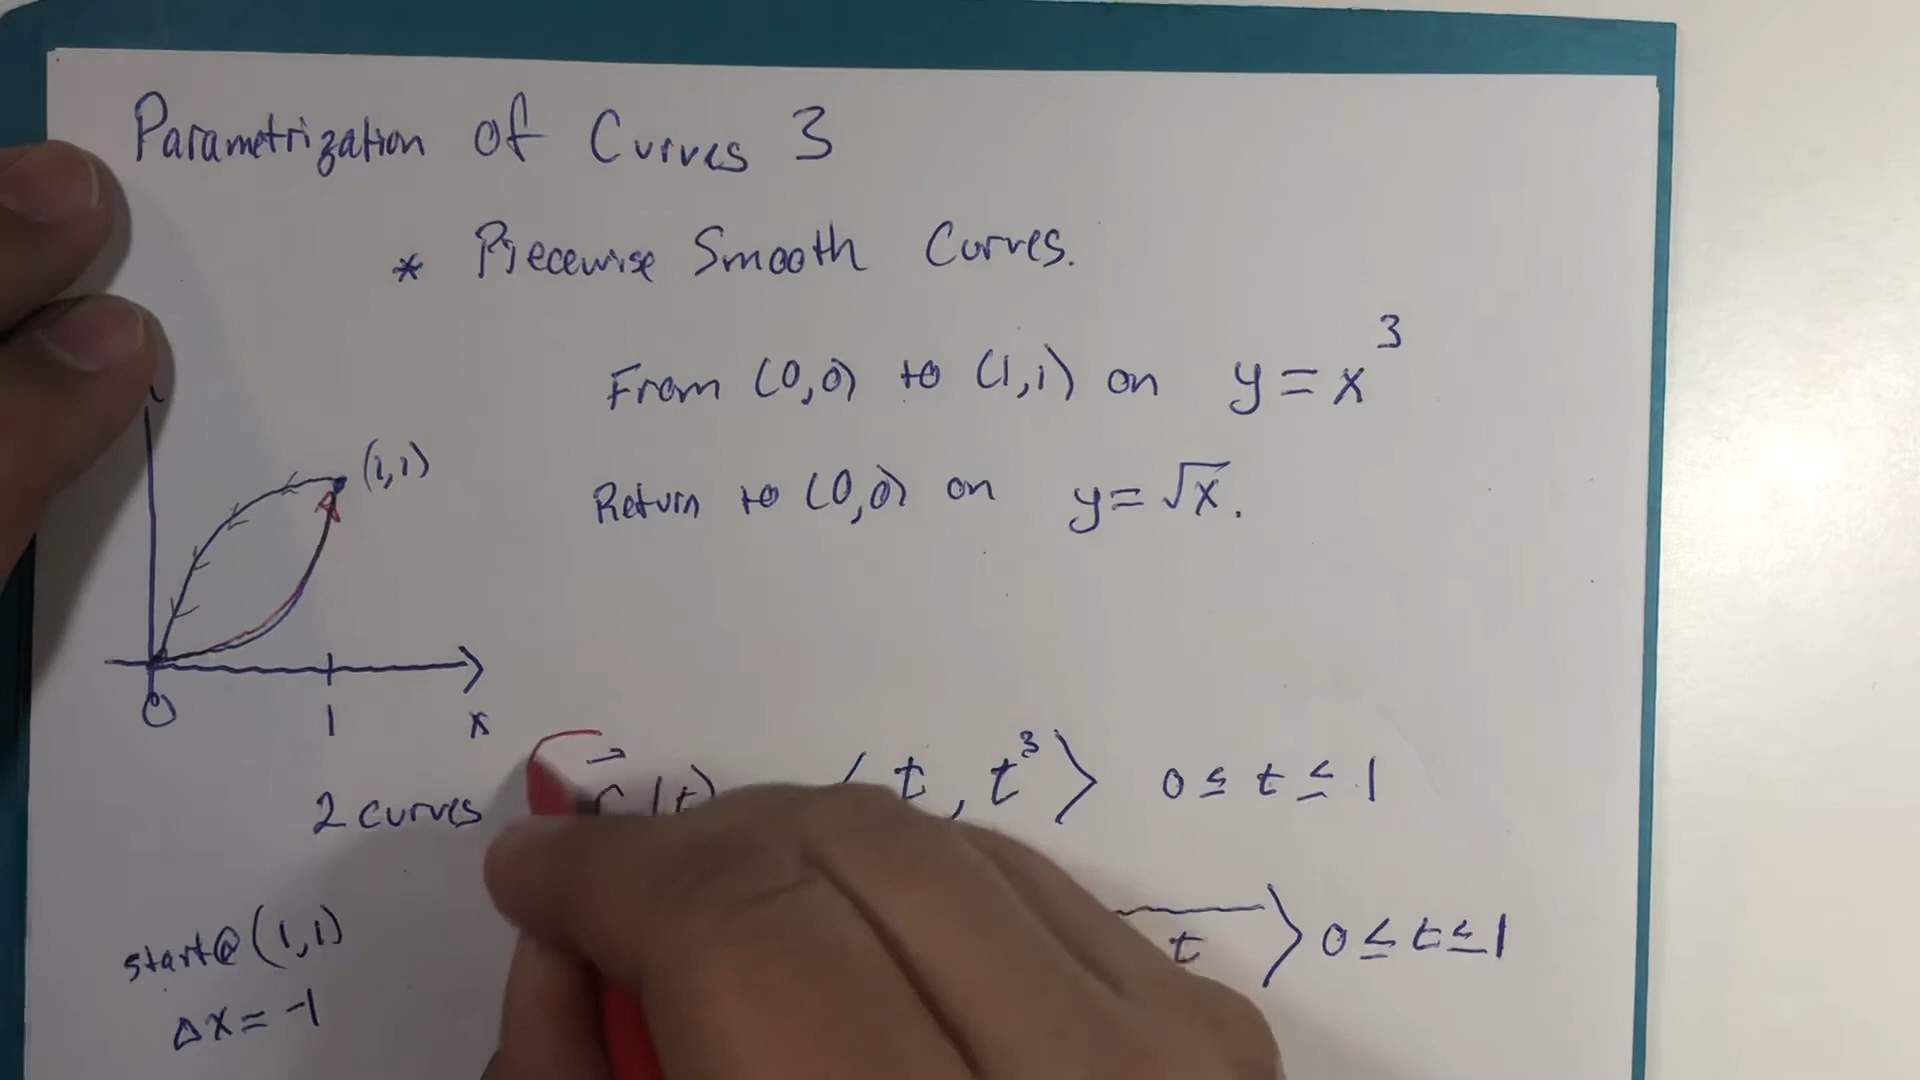 Parametrization of Curves 3
* Piecewise Smooth Curves.
From (0,0) to (1,1) on y = x³
Return to (0,0) on y = √x.
(1,1)
0 1 x
2 curves (t) ⟨ t, t³ ⟩ 0 ≤ t ≤ 1
t ⟩ 0 ≤ t ≤ 1
start@ (1,1)
Δx = -1